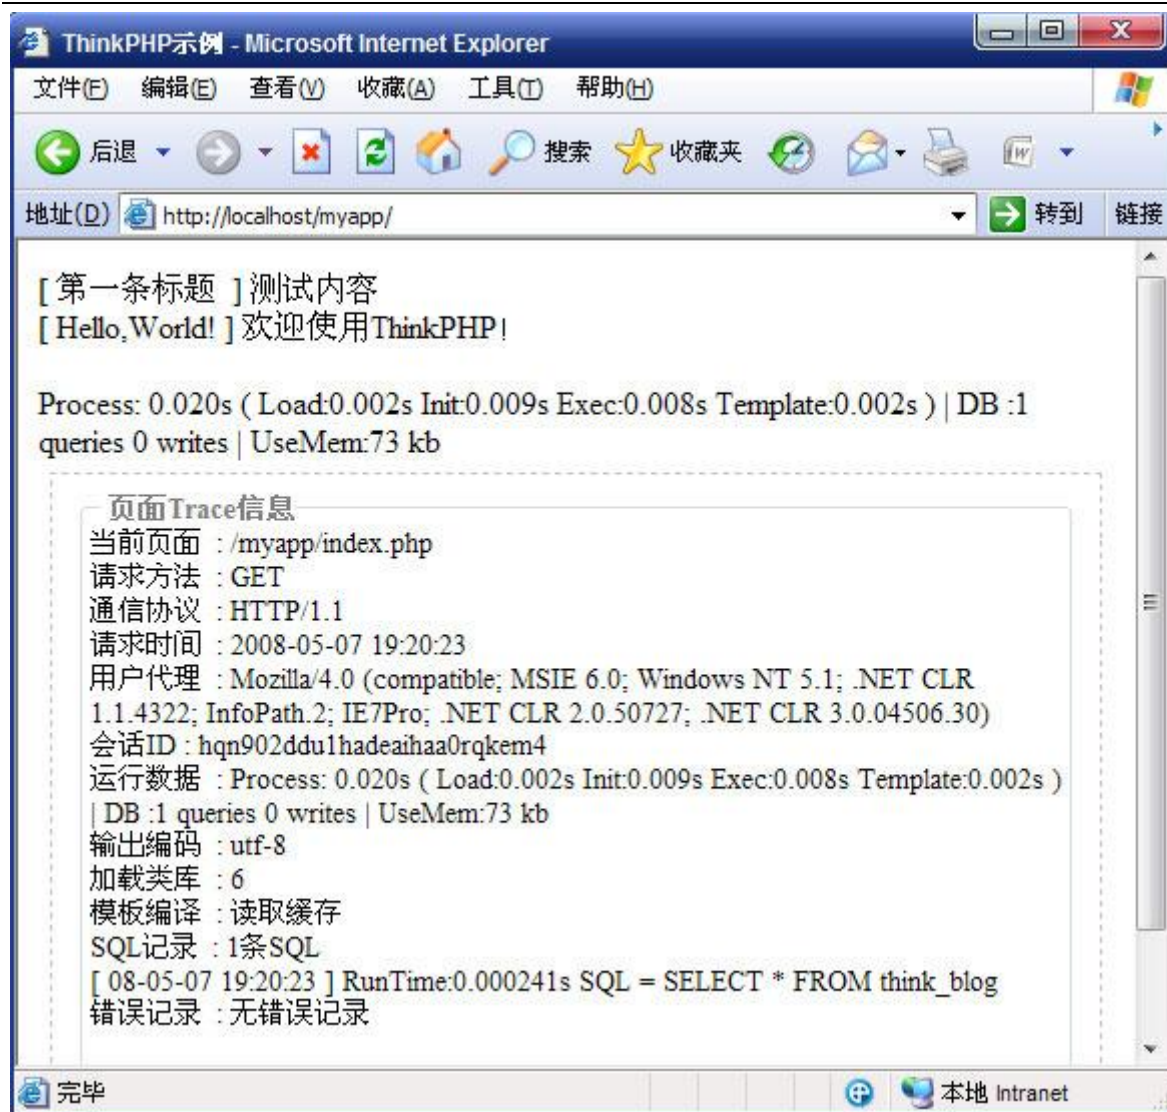 ThinkPHP示例 - Microsoft Internet Explorer
文件(F) 编辑(E) 查看(V) 收藏(A) 工具(T) 帮助(H)
后退 搜索 收藏夹
地址(D) http://localhost/myapp/ 转到 链接
[ 第一条标题 ] 测试内容
[ Hello,World! ] 欢迎使用ThinkPHP!
Process: 0.020s ( Load:0.002s Init:0.009s Exec:0.008s Template:0.002s ) | DB :1
queries 0 writes | UseMem:73 kb
页面Trace信息
当前页面 : /myapp/index.php
请求方法 : GET
通信协议 : HTTP/1.1
请求时间 : 2008-05-07 19:20:23
用户代理 : Mozilla/4.0 (compatible; MSIE 6.0; Windows NT 5.1; .NET CLR
1.1.4322; InfoPath.2; IE7Pro; .NET CLR 2.0.50727; .NET CLR 3.0.04506.30)
会话ID : hqn902ddu1hadeaihaa0rqkem4
运行数据 : Process: 0.020s ( Load:0.002s Init:0.009s Exec:0.008s Template:0.002s )
| DB :1 queries 0 writes | UseMem:73 kb
输出编码 : utf-8
加载类库 : 6
模板编译 : 读取缓存
SQL记录 : 1条SQL
[ 08-05-07 19:20:23 ] RunTime:0.000241s SQL = SELECT * FROM think_blog
错误记录 : 无错误记录
完毕 本地 Intranet